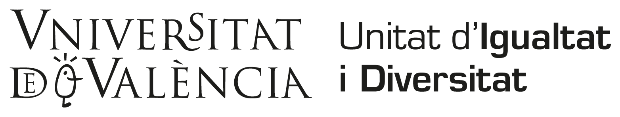 VNIVERSITAT
DE VALÈNCIA
Unitat d'Igualtat
i Diversitat